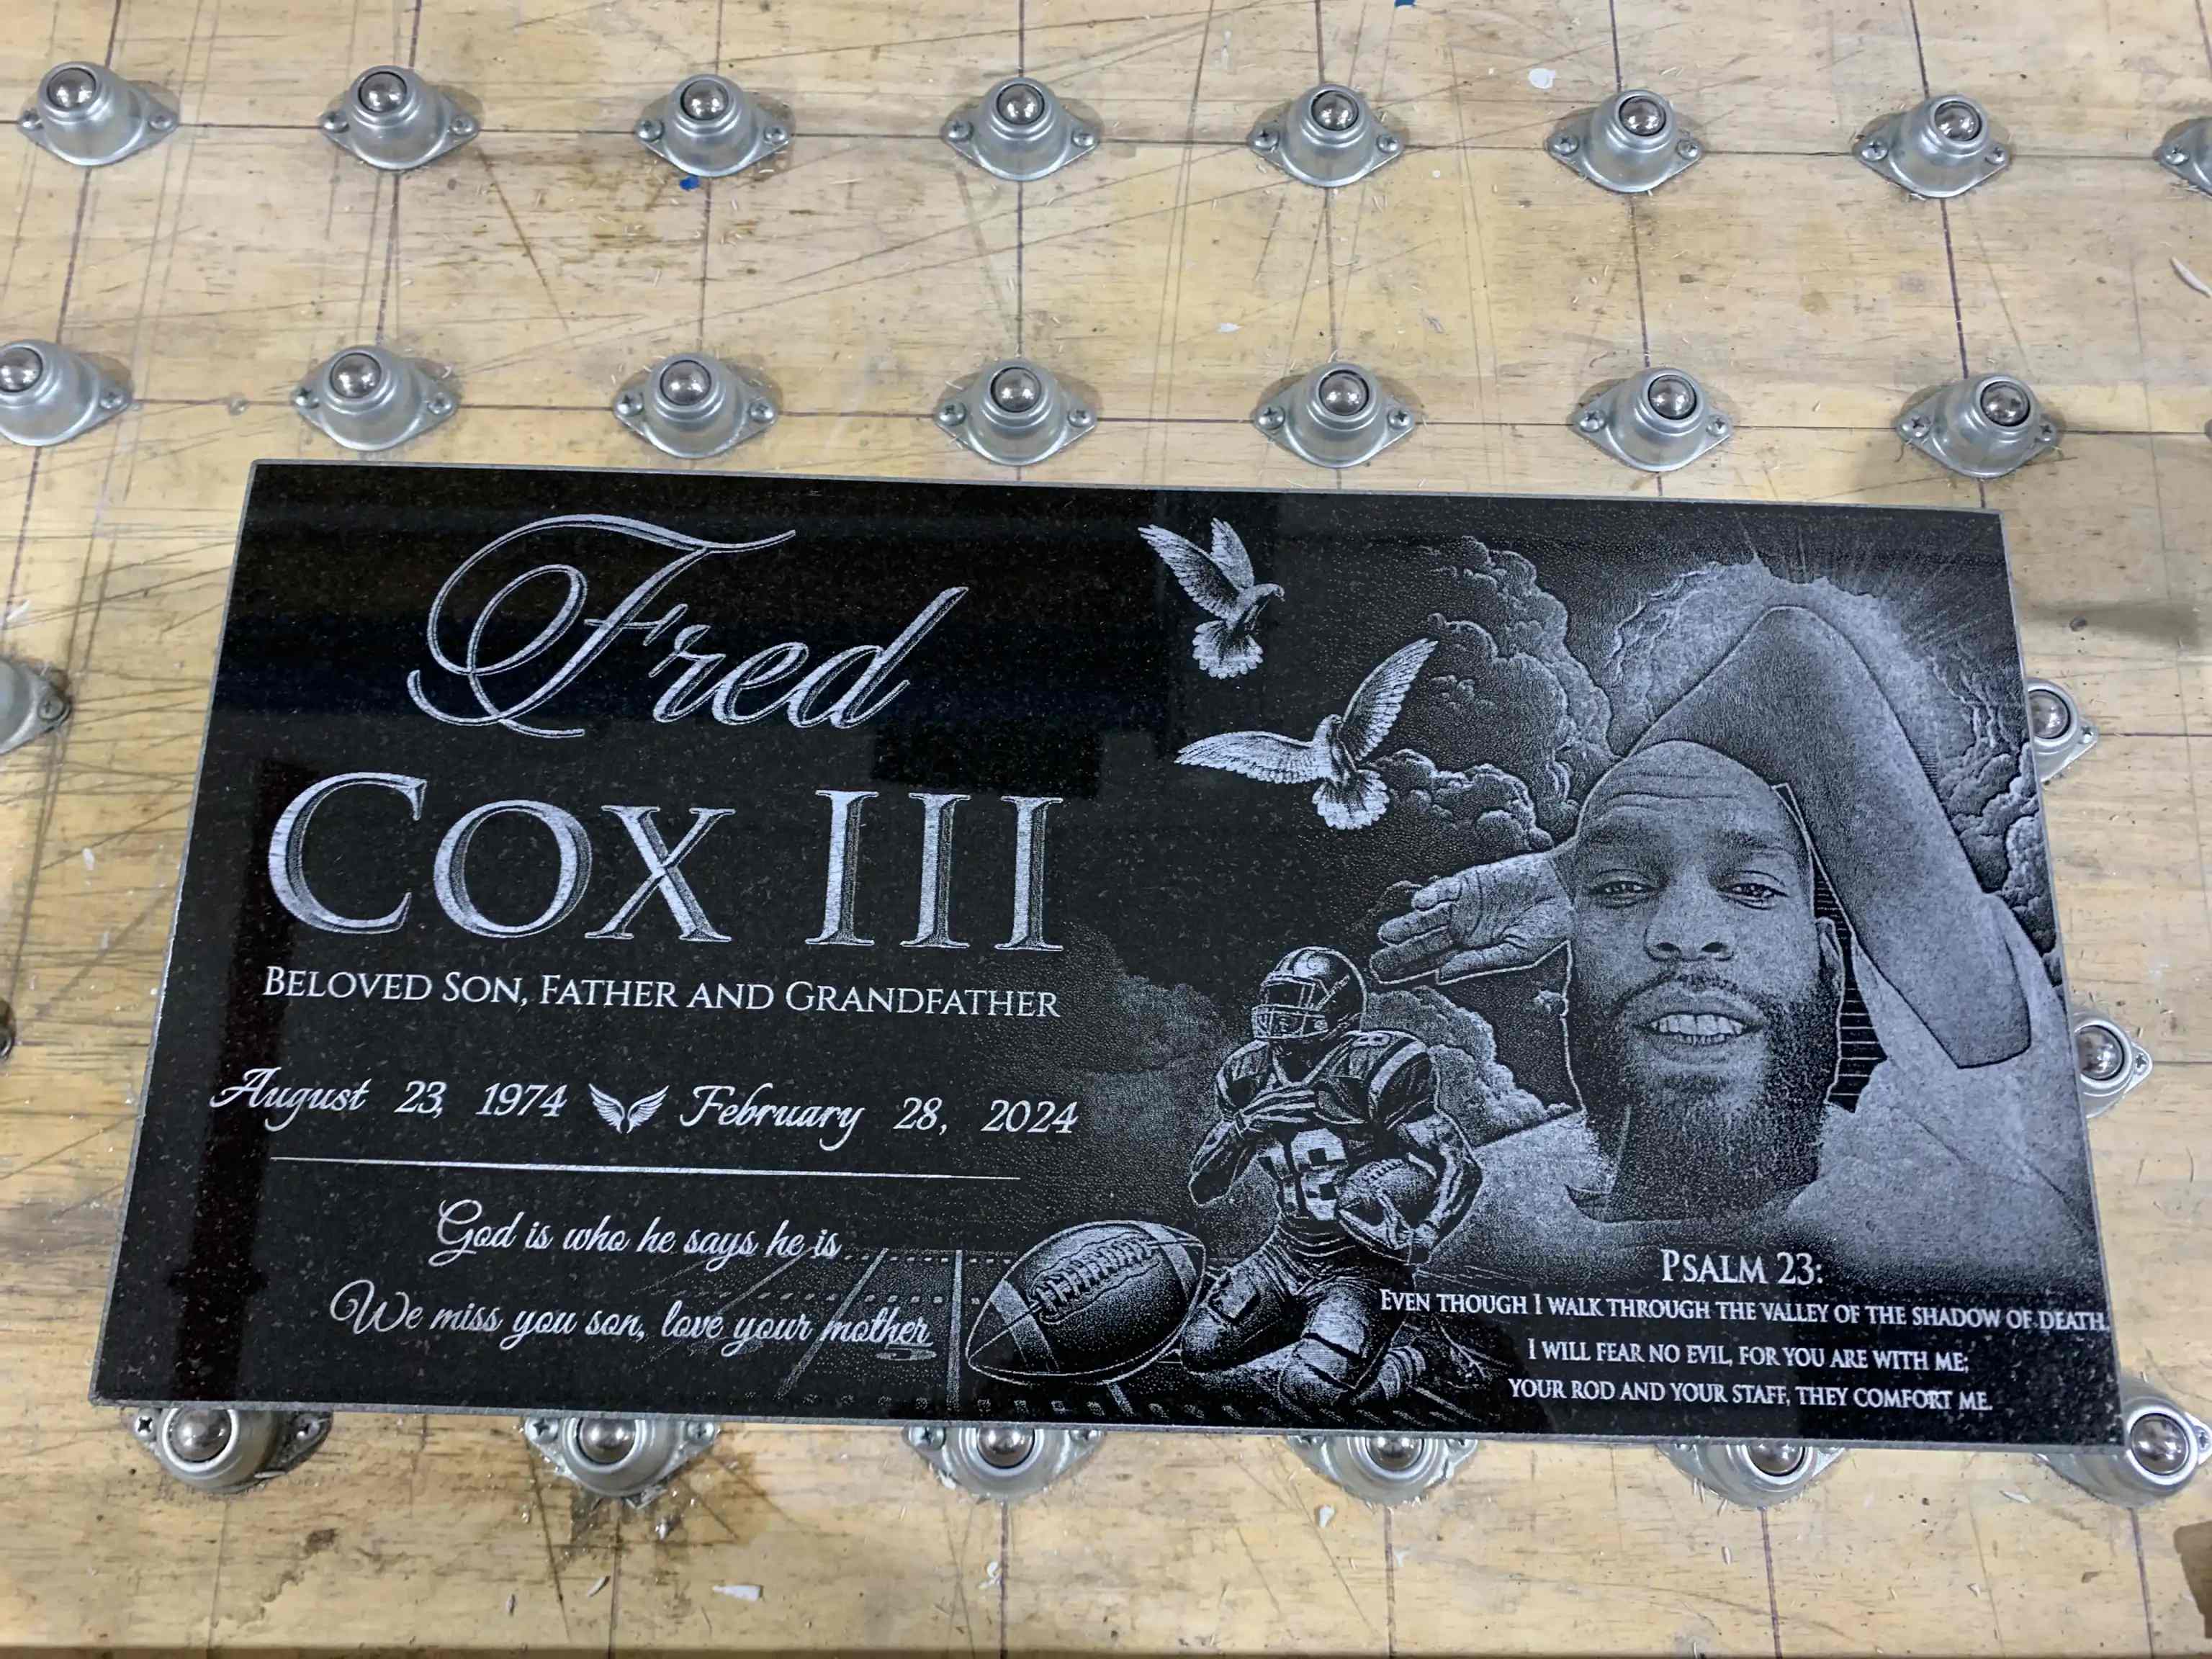 Fred
COX III
BELOVED SON, FATHER AND GRANDFATHER
August 23, 1974 February 28, 2024
God is who he says he is
We miss you son, love your mother
16
PSALM 23:
EVEN THOUGH I WALK THROUGH THE VALLEY OF THE SHADOW OF DEATH,
I WILL FEAR NO EVIL, FOR YOU ARE WITH ME;
YOUR ROD AND YOUR STAFF, THEY COMFORT ME.